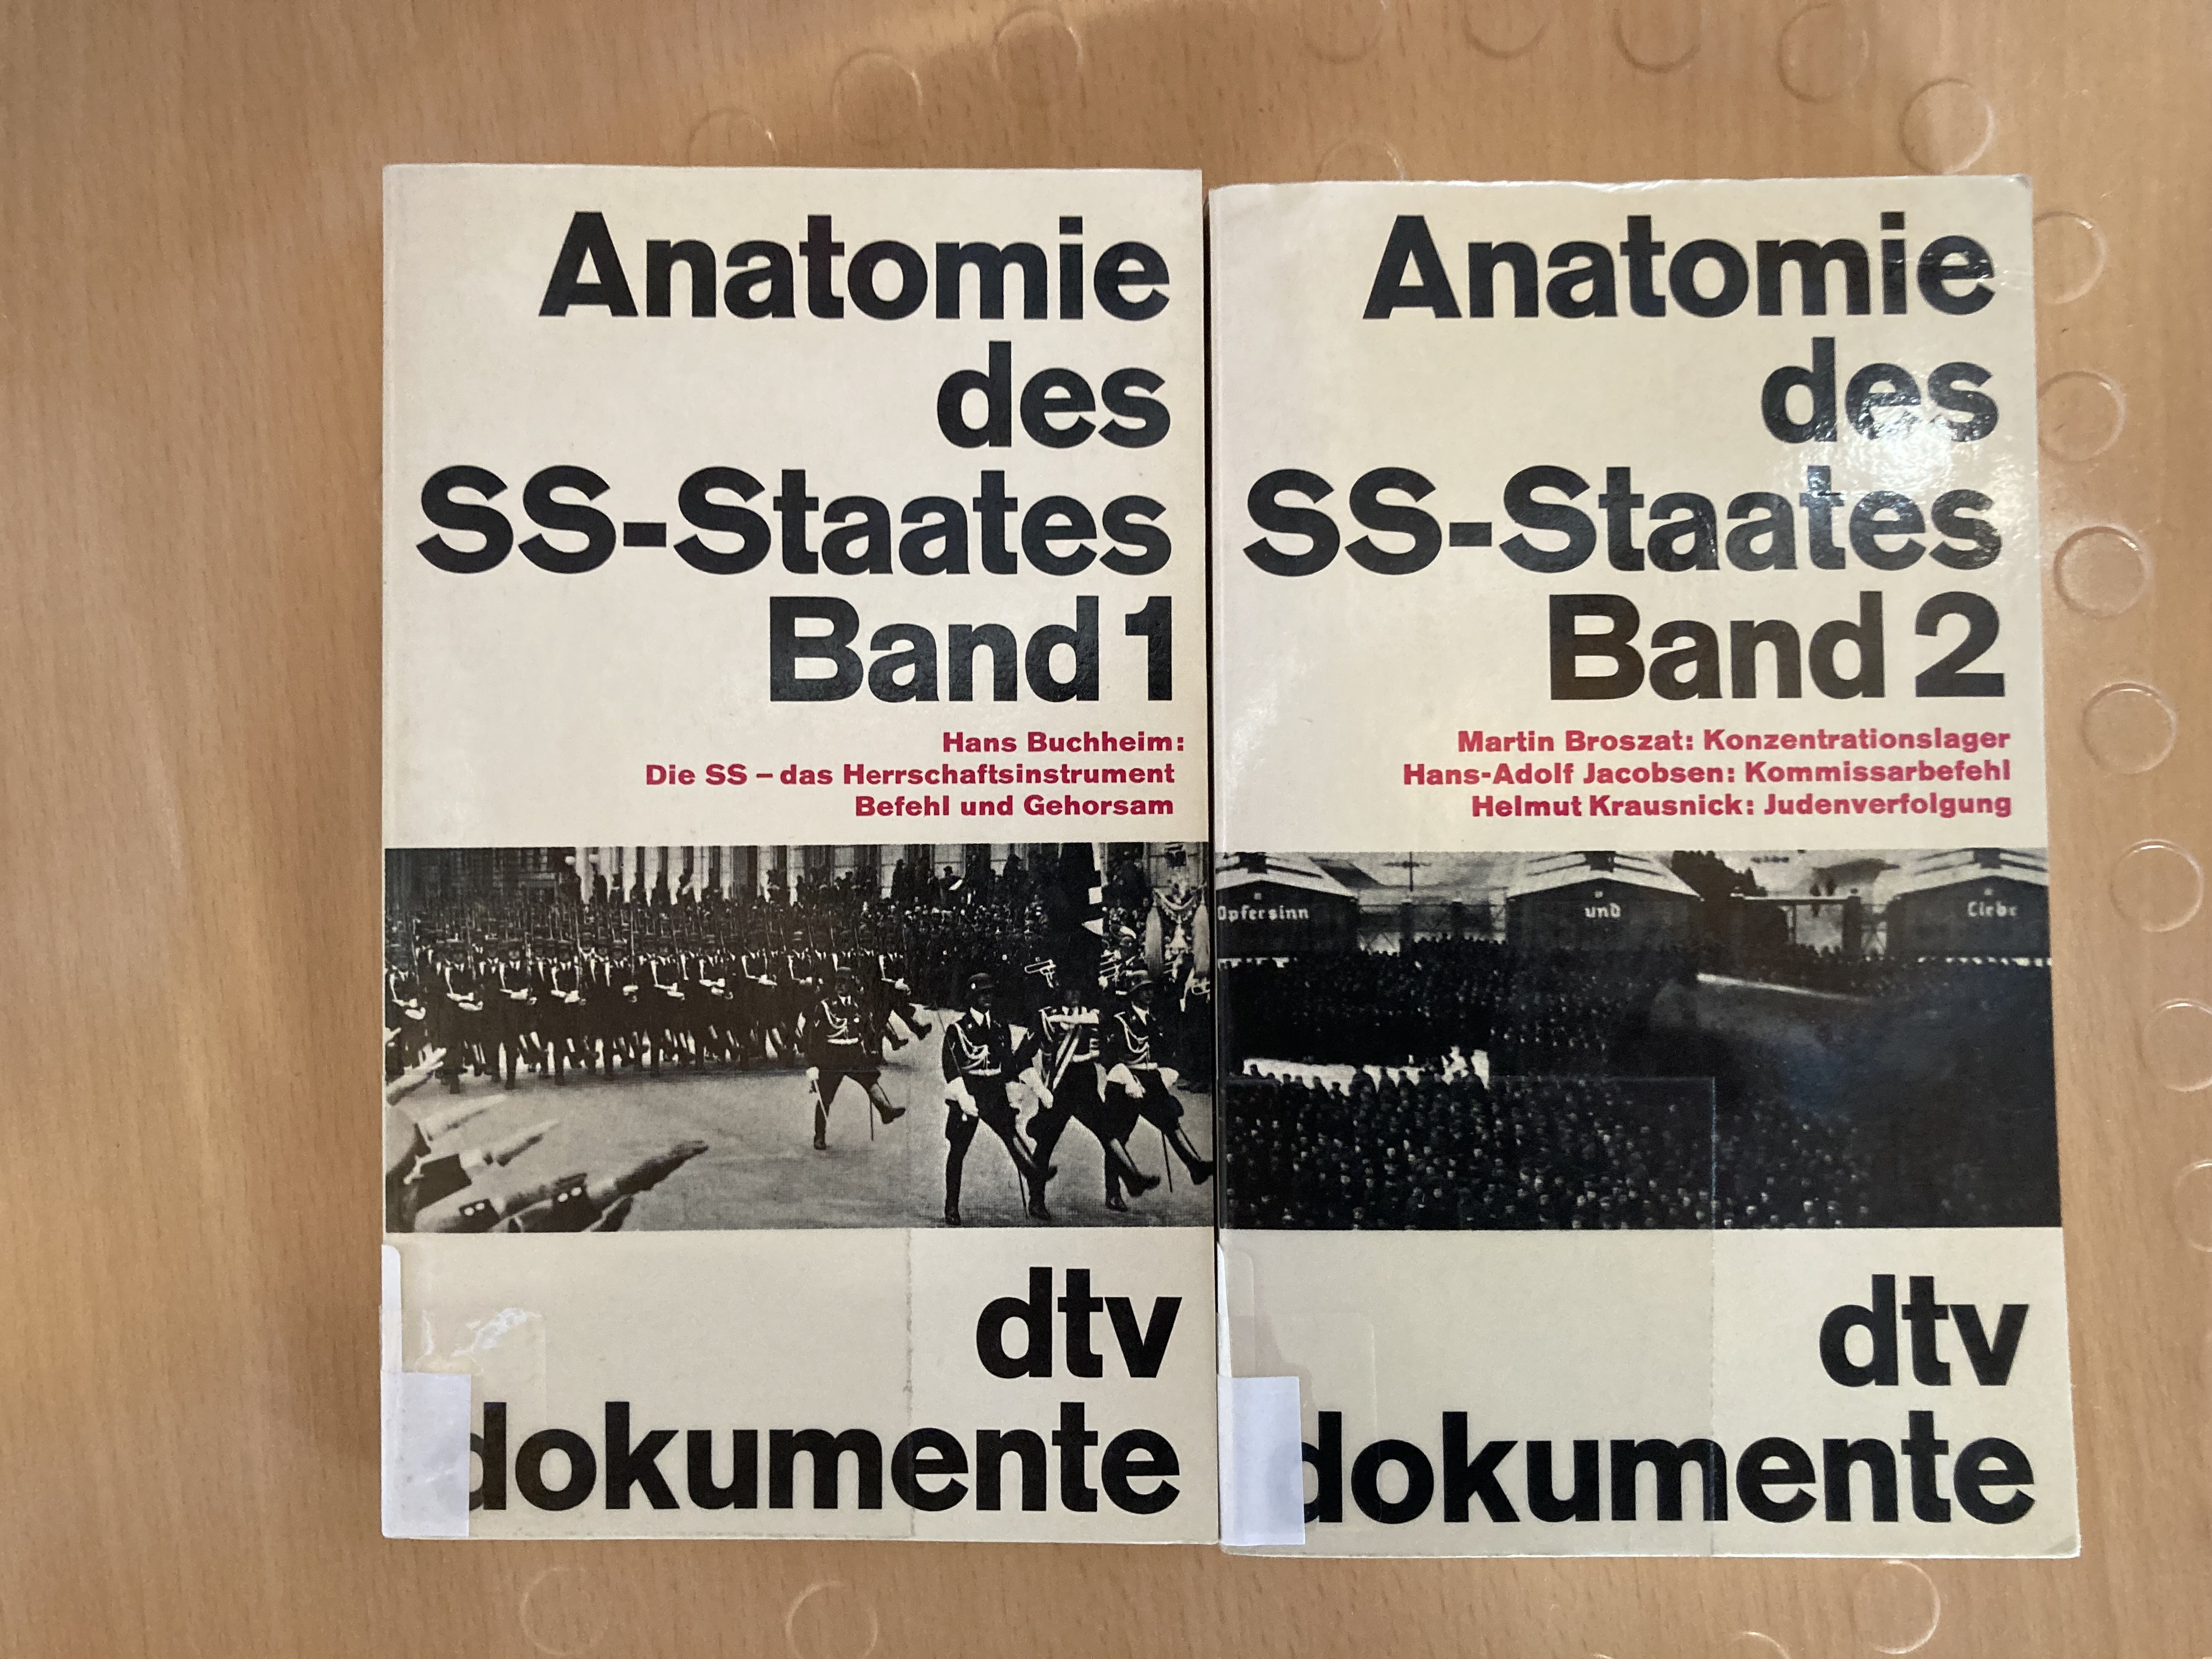 Anatomie
des
SS-Staates
Band 1
Hans Buchheim:
Die SS – das Herrschaftsinstrument
Befehl und Gehorsam
dtv
dokumente
Anatomie
des
SS-Staates
Band 2
Martin Broszat: Konzentrationslager
Hans-Adolf Jacobsen: Kommissarbefehl
Helmut Krausnick: Judenverfolgung
Opfersinn und Liebe
dtv
dokumente